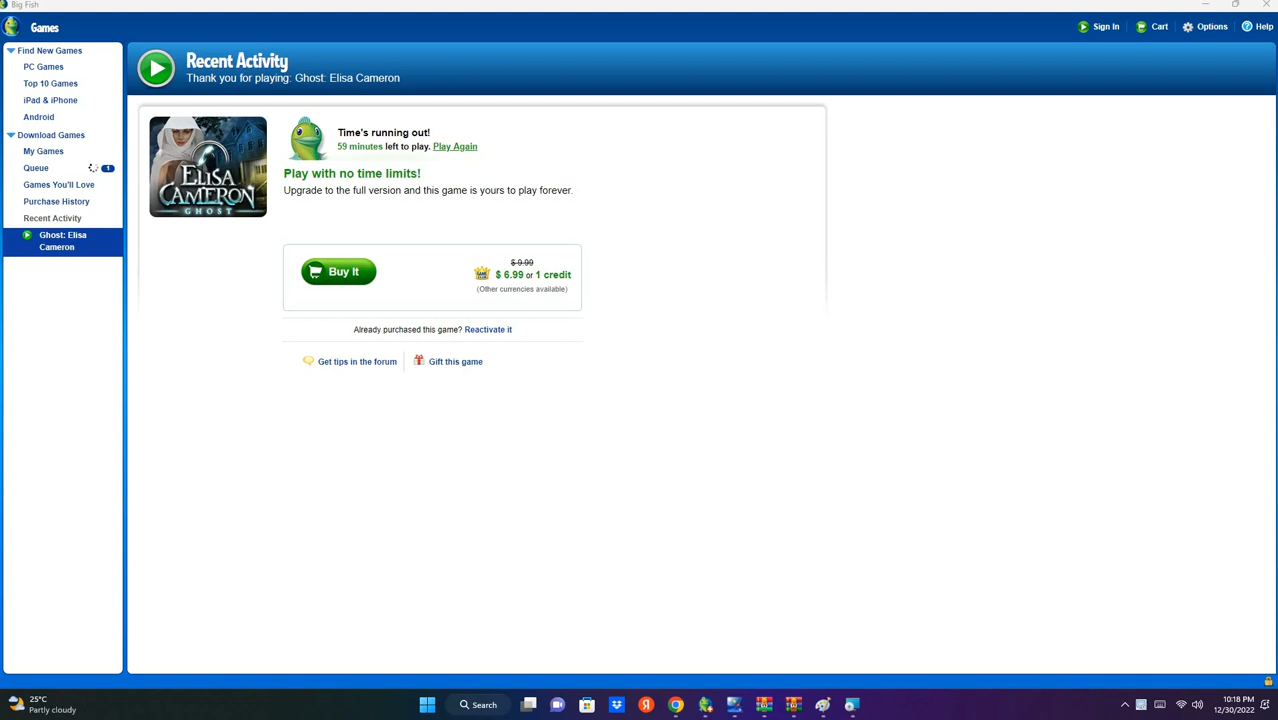 Big Fish
Games
Sign In
Cart
Options
Help
Find New Games
PC Games
Top 10 Games
iPad & iPhone
Android
Download Games
My Games
Queue
1
Games You'll Love
Purchase History
Recent Activity
Ghost: Elisa
Cameron
Recent Activity
Thank you for playing: Ghost: Elisa Cameron
ELISA
CAMERON
GHOST
Time's running out!
59 minutes left to play. Play Again
Play with no time limits!
Upgrade to the full version and this game is yours to play forever.
Buy It
$ 9.99
$ 6.99 or 1 credit
(Other currencies available)
Already purchased this game? Reactivate it
Get tips in the forum
Gift this game
25°C
Partly cloudy
Search
10:18 PM
12/30/2022